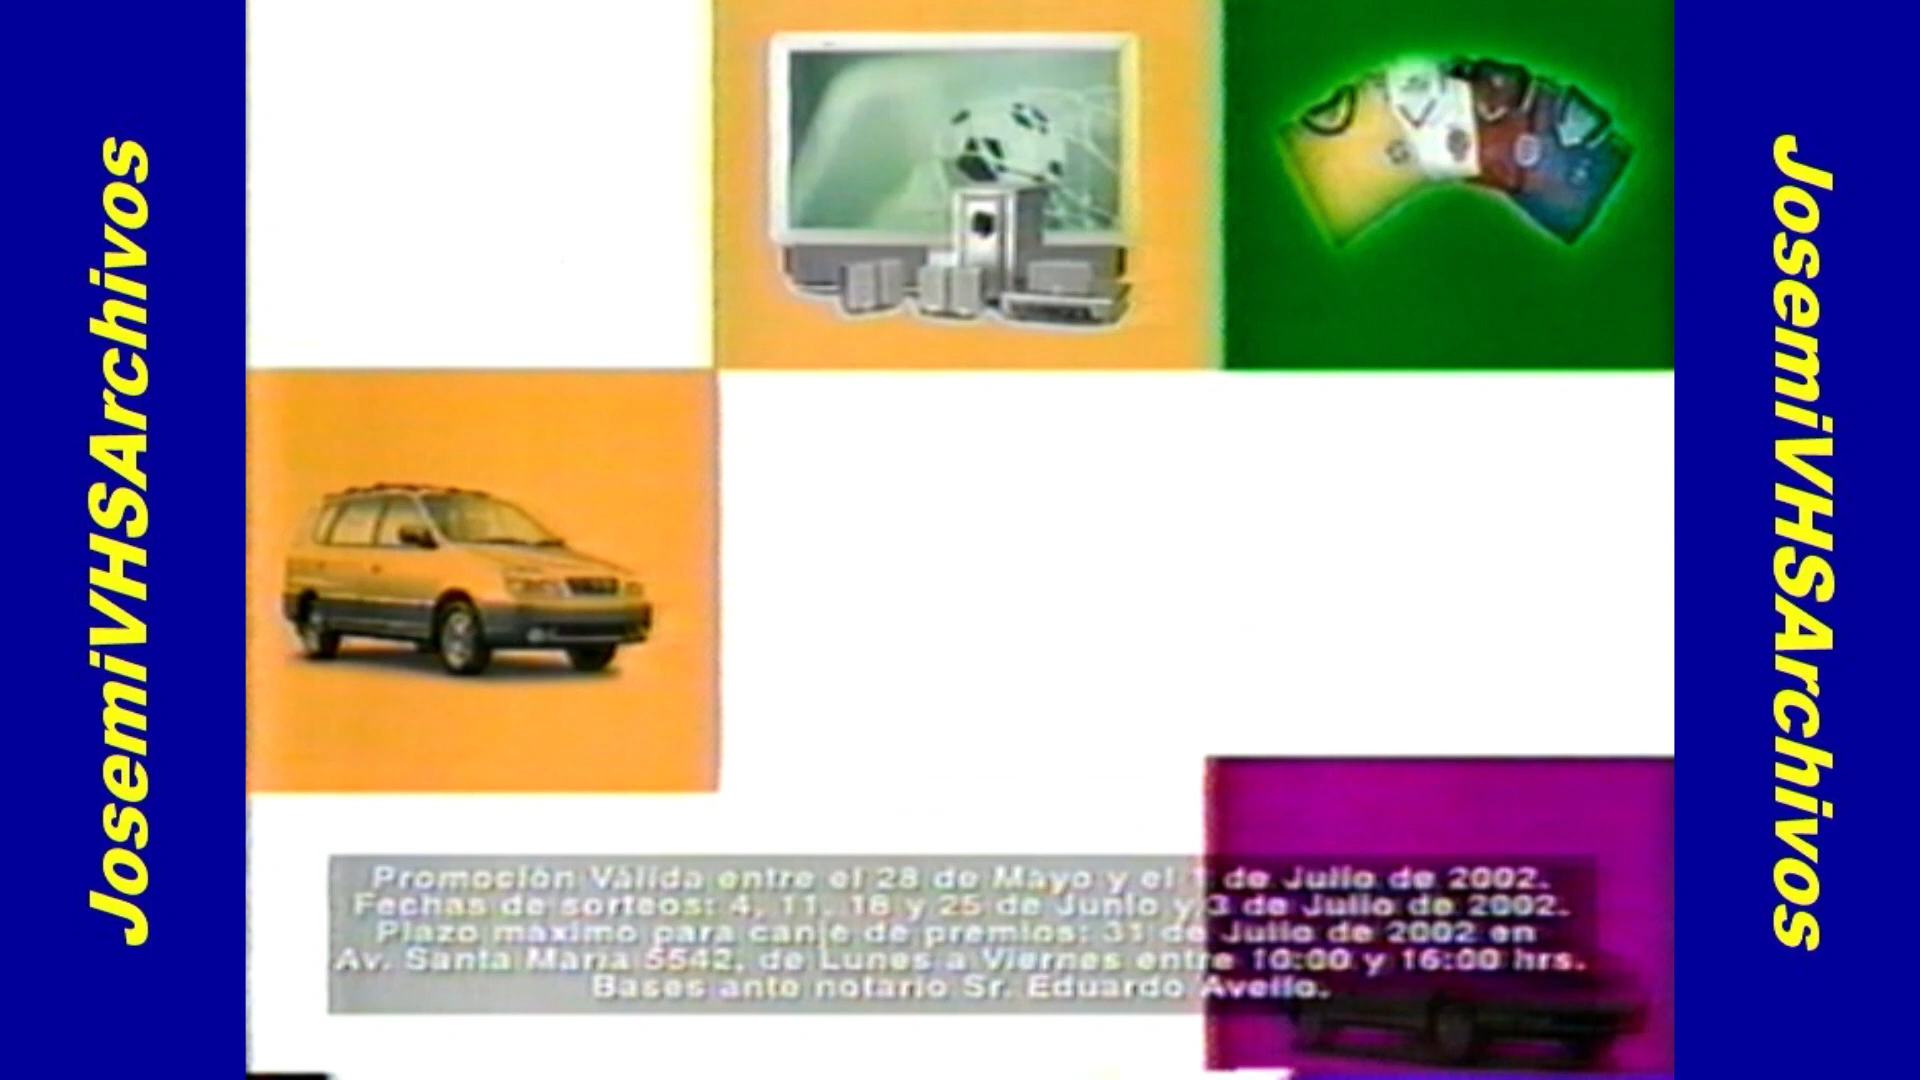 JosemiVHSArchivos
Promoción Válida entre el 28 de Mayo y el 1 de Julio de 2002.
Fechas de sorteos: 4, 11, 18 y 25 de Junio y 3 de Julio de 2002.
Plazo máximo para canje de premios: 31 de Julio de 2002 en
Av. Santa María 5542, de Lunes a Viernes entre 10:00 y 16:00 hrs.
Bases ante notario Sr. Eduardo Avello.
JosemiVHSArchivos